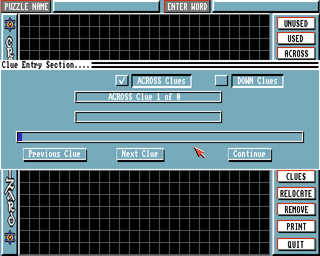 PUZZLE NAME ENTER WORD
UNUSED
USED
ACROSS
Clue Entry Section....
ACROSS Clues DOWN Clues
ACROSS Clue 1 of 0
Previous Clue Next Clue Continue
CLUES
RELOCATE
REMOVE
PRINT
QUIT